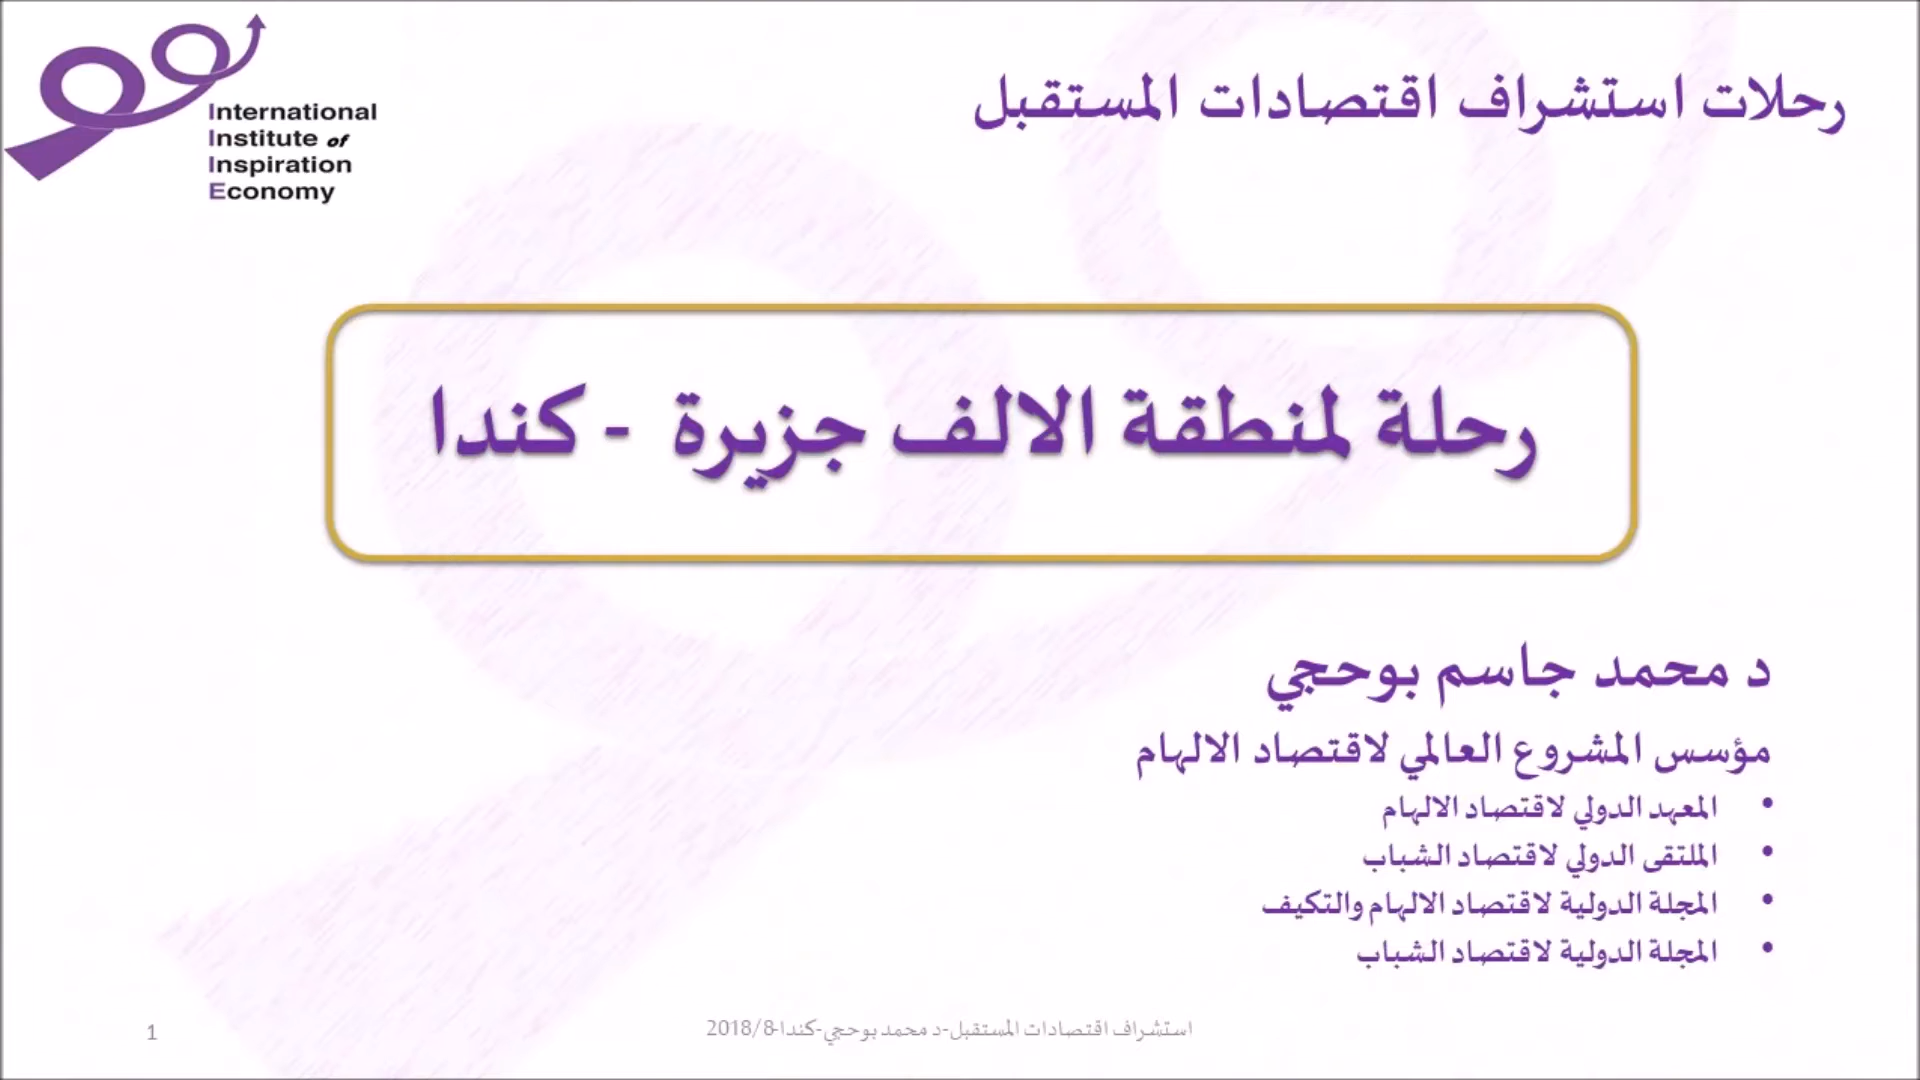 International
Institute of
Inspiration
Economy
رحلات استشراف اقتصادات المستقبل
رحلة لمنطقة الالف جزيرة - كندا
د محمد جاسم بوحجي
مؤسس المشروع العالمي لاقتصاد الالهام
• المعهد الدولي لاقتصاد الالهام
• الملتقى الدولي لاقتصاد الشباب
• المجلة الدولية لاقتصاد الالهام والتكيف
• المجلة الدولية لاقتصاد الشباب
استشراف اقتصادات المستقبل-د محمد بوحجي-كندا-2018/8
1